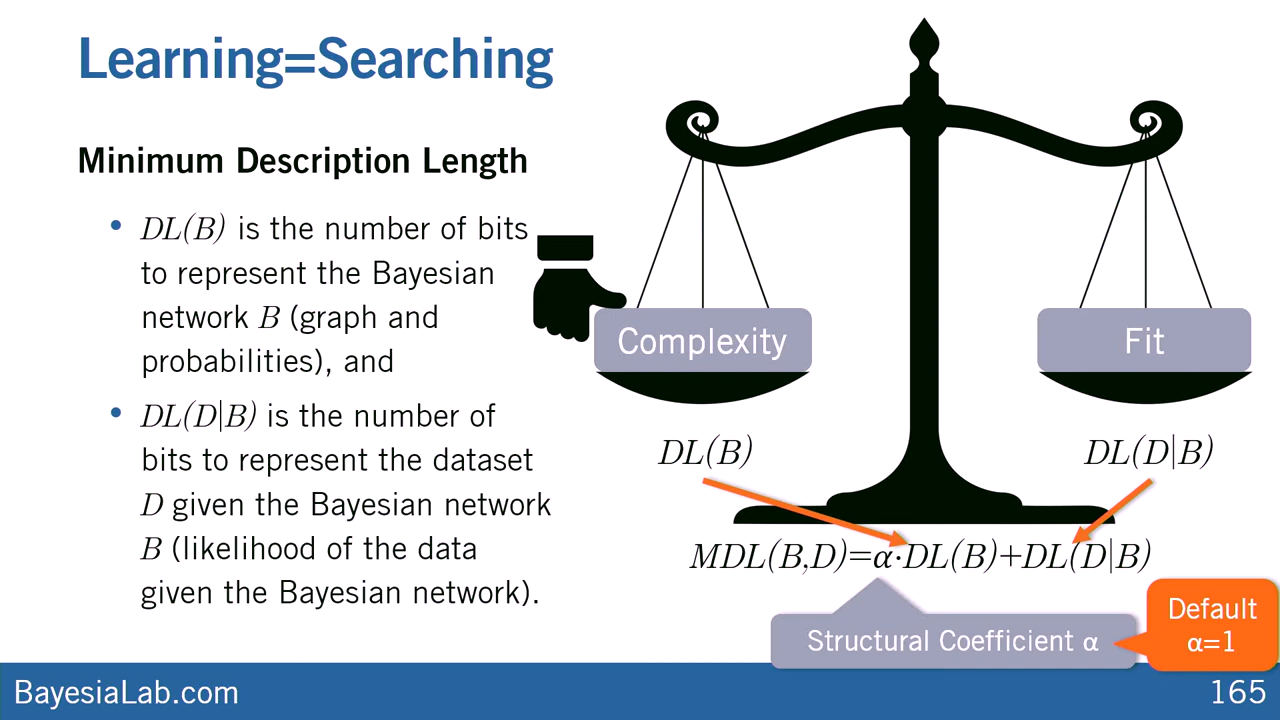 Learning=Searching
Minimum Description Length
• DL(B) is the number of bits
to represent the Bayesian
network B (graph and
probabilities), and
• DL(D|B) is the number of
bits to represent the dataset
D given the Bayesian network
B (likelihood of the data
given the Bayesian network).
Complexity
Fit
DL(B)
DL(D|B)
MDL(B,D)=α·DL(B)+DL(D|B)
Structural Coefficient α
Default
α=1
BayesiaLab.com
165